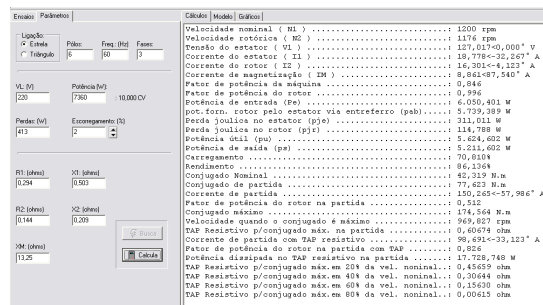 Ensaios Parâmetros
Ligação:
Estrela
Triângulo
Pólos: Freq.: (Hz) Fases:
6 60 3
VL: (V) Potência (W):
220 7360 : 10,000 CV
Perdas: (W) Escorregamento: (%)
413 2
R1: (ohms) X1: (ohms)
0,294 0,503
R2: (ohms) X2: (ohms)
0,144 0,209
Busca
XM: (ohms)
13,25 Calcula
Cálculos Modelo Gráficos
Velocidade nominal ( N1 ) ...................................: 1200 rpm
Velocidade rotórica ( N2 ) ..................................: 1176 rpm
Tensão do estator ( V1 ) ....................................: 127,017<0,000° V
Corrente do estator ( I1 ) ..................................: 18,778<-32,267° A
Corrente do rotor ( I2 ) ....................................: 16,301<-4,123° A
Corrente de magnetização ( IM ) .............................: 8,861<87,540° A
Fator de potência da máquina ................................: 0,846
Fator de potência do rotor ..................................: 0,996
Potência de entrada (Pe) ....................................: 6.050,401 W
pot.forn. rotor pelo estator via entreferro (pab)....: 5.739,389 W
Perda joulica no estator (pje) ..............................: 311,011 W
Perda joulica no rotor (pjr) ................................: 114,788 W
Potência útil (pu) ..........................................: 5.624,602 W
Potência de saída (ps) ......................................: 5.211,602 W
Carregamento ................................................: 70,810%
Rendimento ..................................................: 86,136%
Conjugado Nominal ...........................................: 42,319 N.m
Conjugado de partida ........................................: 77,623 N.m
Corrente de partida .........................................: 150,265<-57,986° A
Fator de potência do rotor na partida .......................: 0,512
Conjugado máximo ............................................: 174,564 N.m
Velocidade quando o conjugado é máximo ......................: 969,827 rpm
TAP Resistivo p/conjugado máx. na partida ...................: 0,60674 ohm
Corrente de partida com TAP resistivo .......................: 98,691<-33,123° A
Fator de potência do rotor na partida com TAP ...............: 0,826
Potência dissipada no TAP resistivo na partida .......: 17.728,748 W
TAP Resistivo p/conjugado máx.em 20% da vel. noninal..: 0,45659 ohm
TAP Resistivo p/conjugado máx.em 40% da vel. noninal..: 0,30644 ohm
TAP Resistivo p/conjugado máx.em 60% da vel. noninal..: 0,15630 ohm
TAP Resistivo p/conjugado máx.em 80% da vel. noninal..: 0,00615 ohm